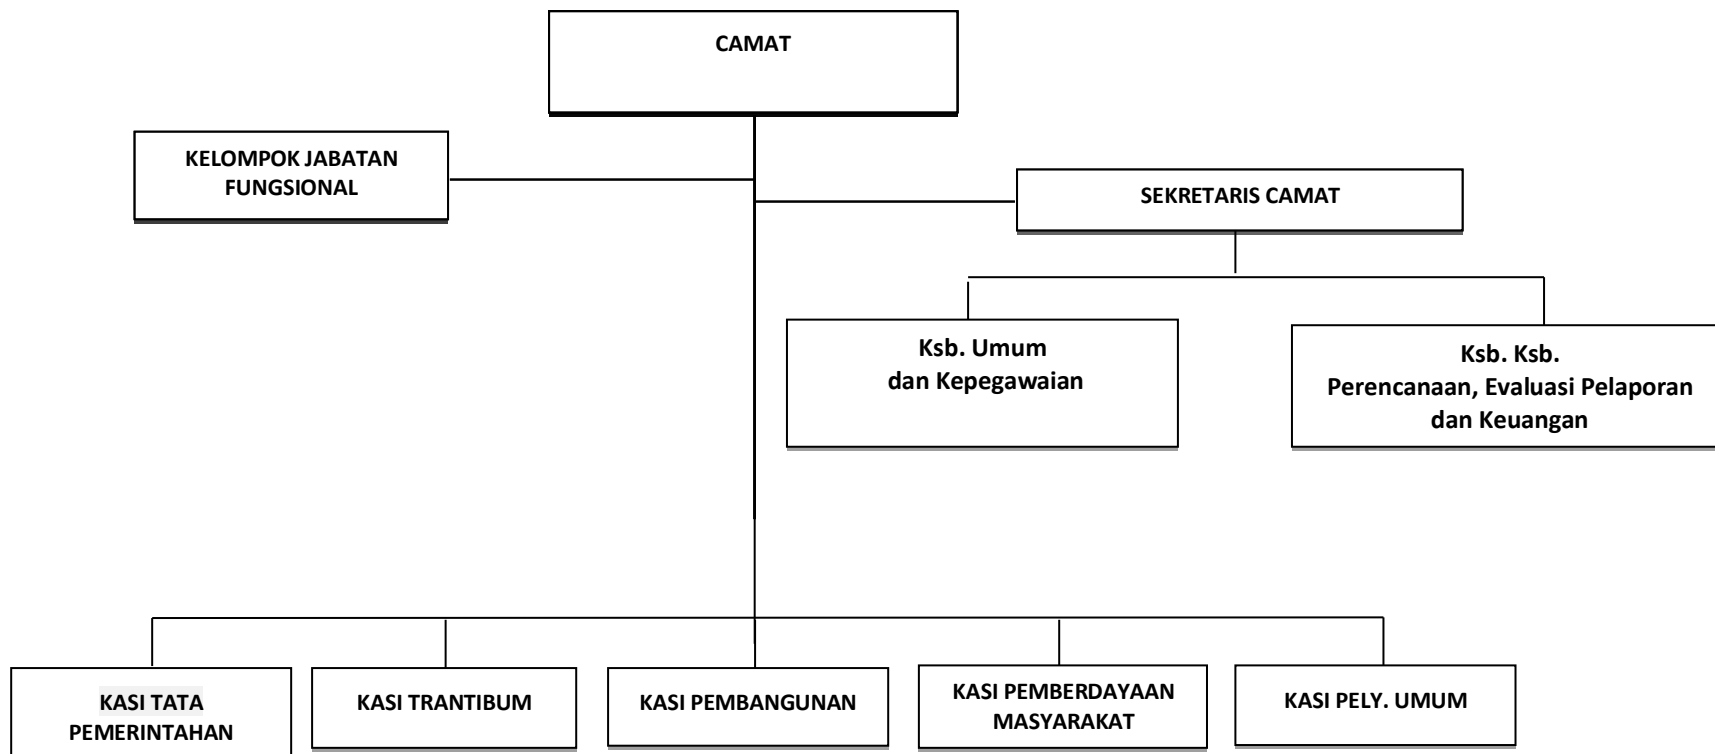 CAMAT
KELOMPOK JABATAN
FUNGSIONAL
SEKRETARIS CAMAT
Ksb. Umum
dan Kepegawaian
Ksb. Ksb.
Perencanaan, Evaluasi Pelaporan
dan Keuangan
KASI TATA
PEMERINTAHAN
KASI TRANTIBUM
KASI PEMBANGUNAN
KASI PEMBERDAYAAN
MASYARAKAT
KASI PELY. UMUM